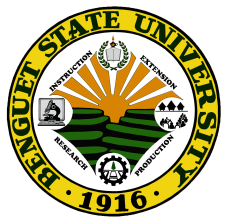 BENGUET STATE UNIVERSITY
INSTRUCTION
EXTENSION
RESEARCH
PRODUCTION
· 1916 ·